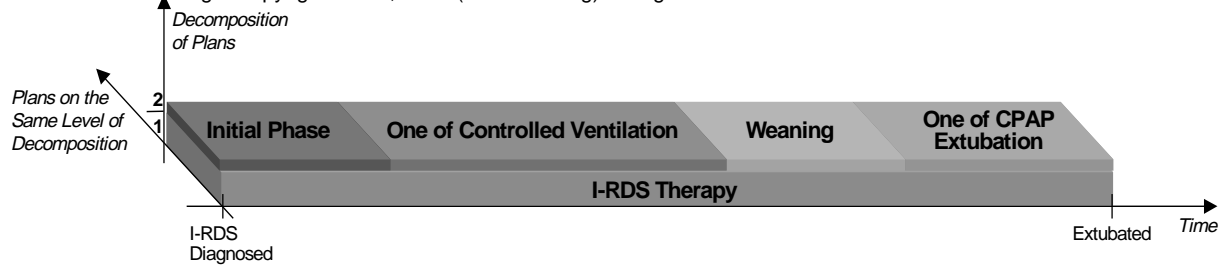 Decomposition
of Plans
Plans on the
Same Level of
Decomposition
2
1
Initial Phase
One of Controlled Ventilation
Weaning
One of CPAP
Extubation
I-RDS Therapy
I-RDS
Diagnosed
Extubated
Time